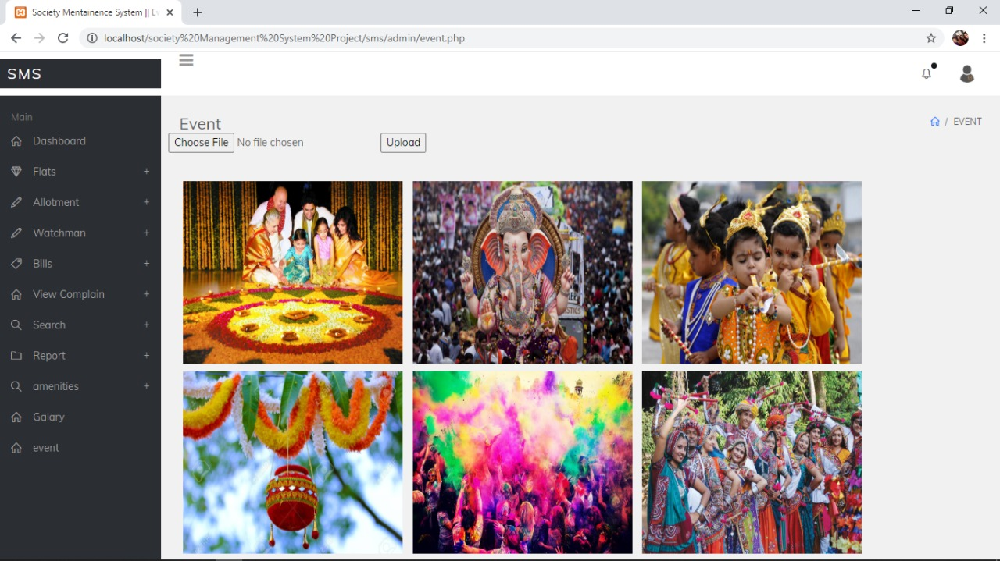 Society Mentainence System || Ev
localhost/society%20Management%20System%20Project/sms/admin/event.php
SMS
Main
Dashboard
Flats +
Allotment +
Watchman +
Bills +
View Complain +
Search +
Report +
amenities +
Galary
event
Event
/ EVENT
Choose File No file chosen Upload
STICS